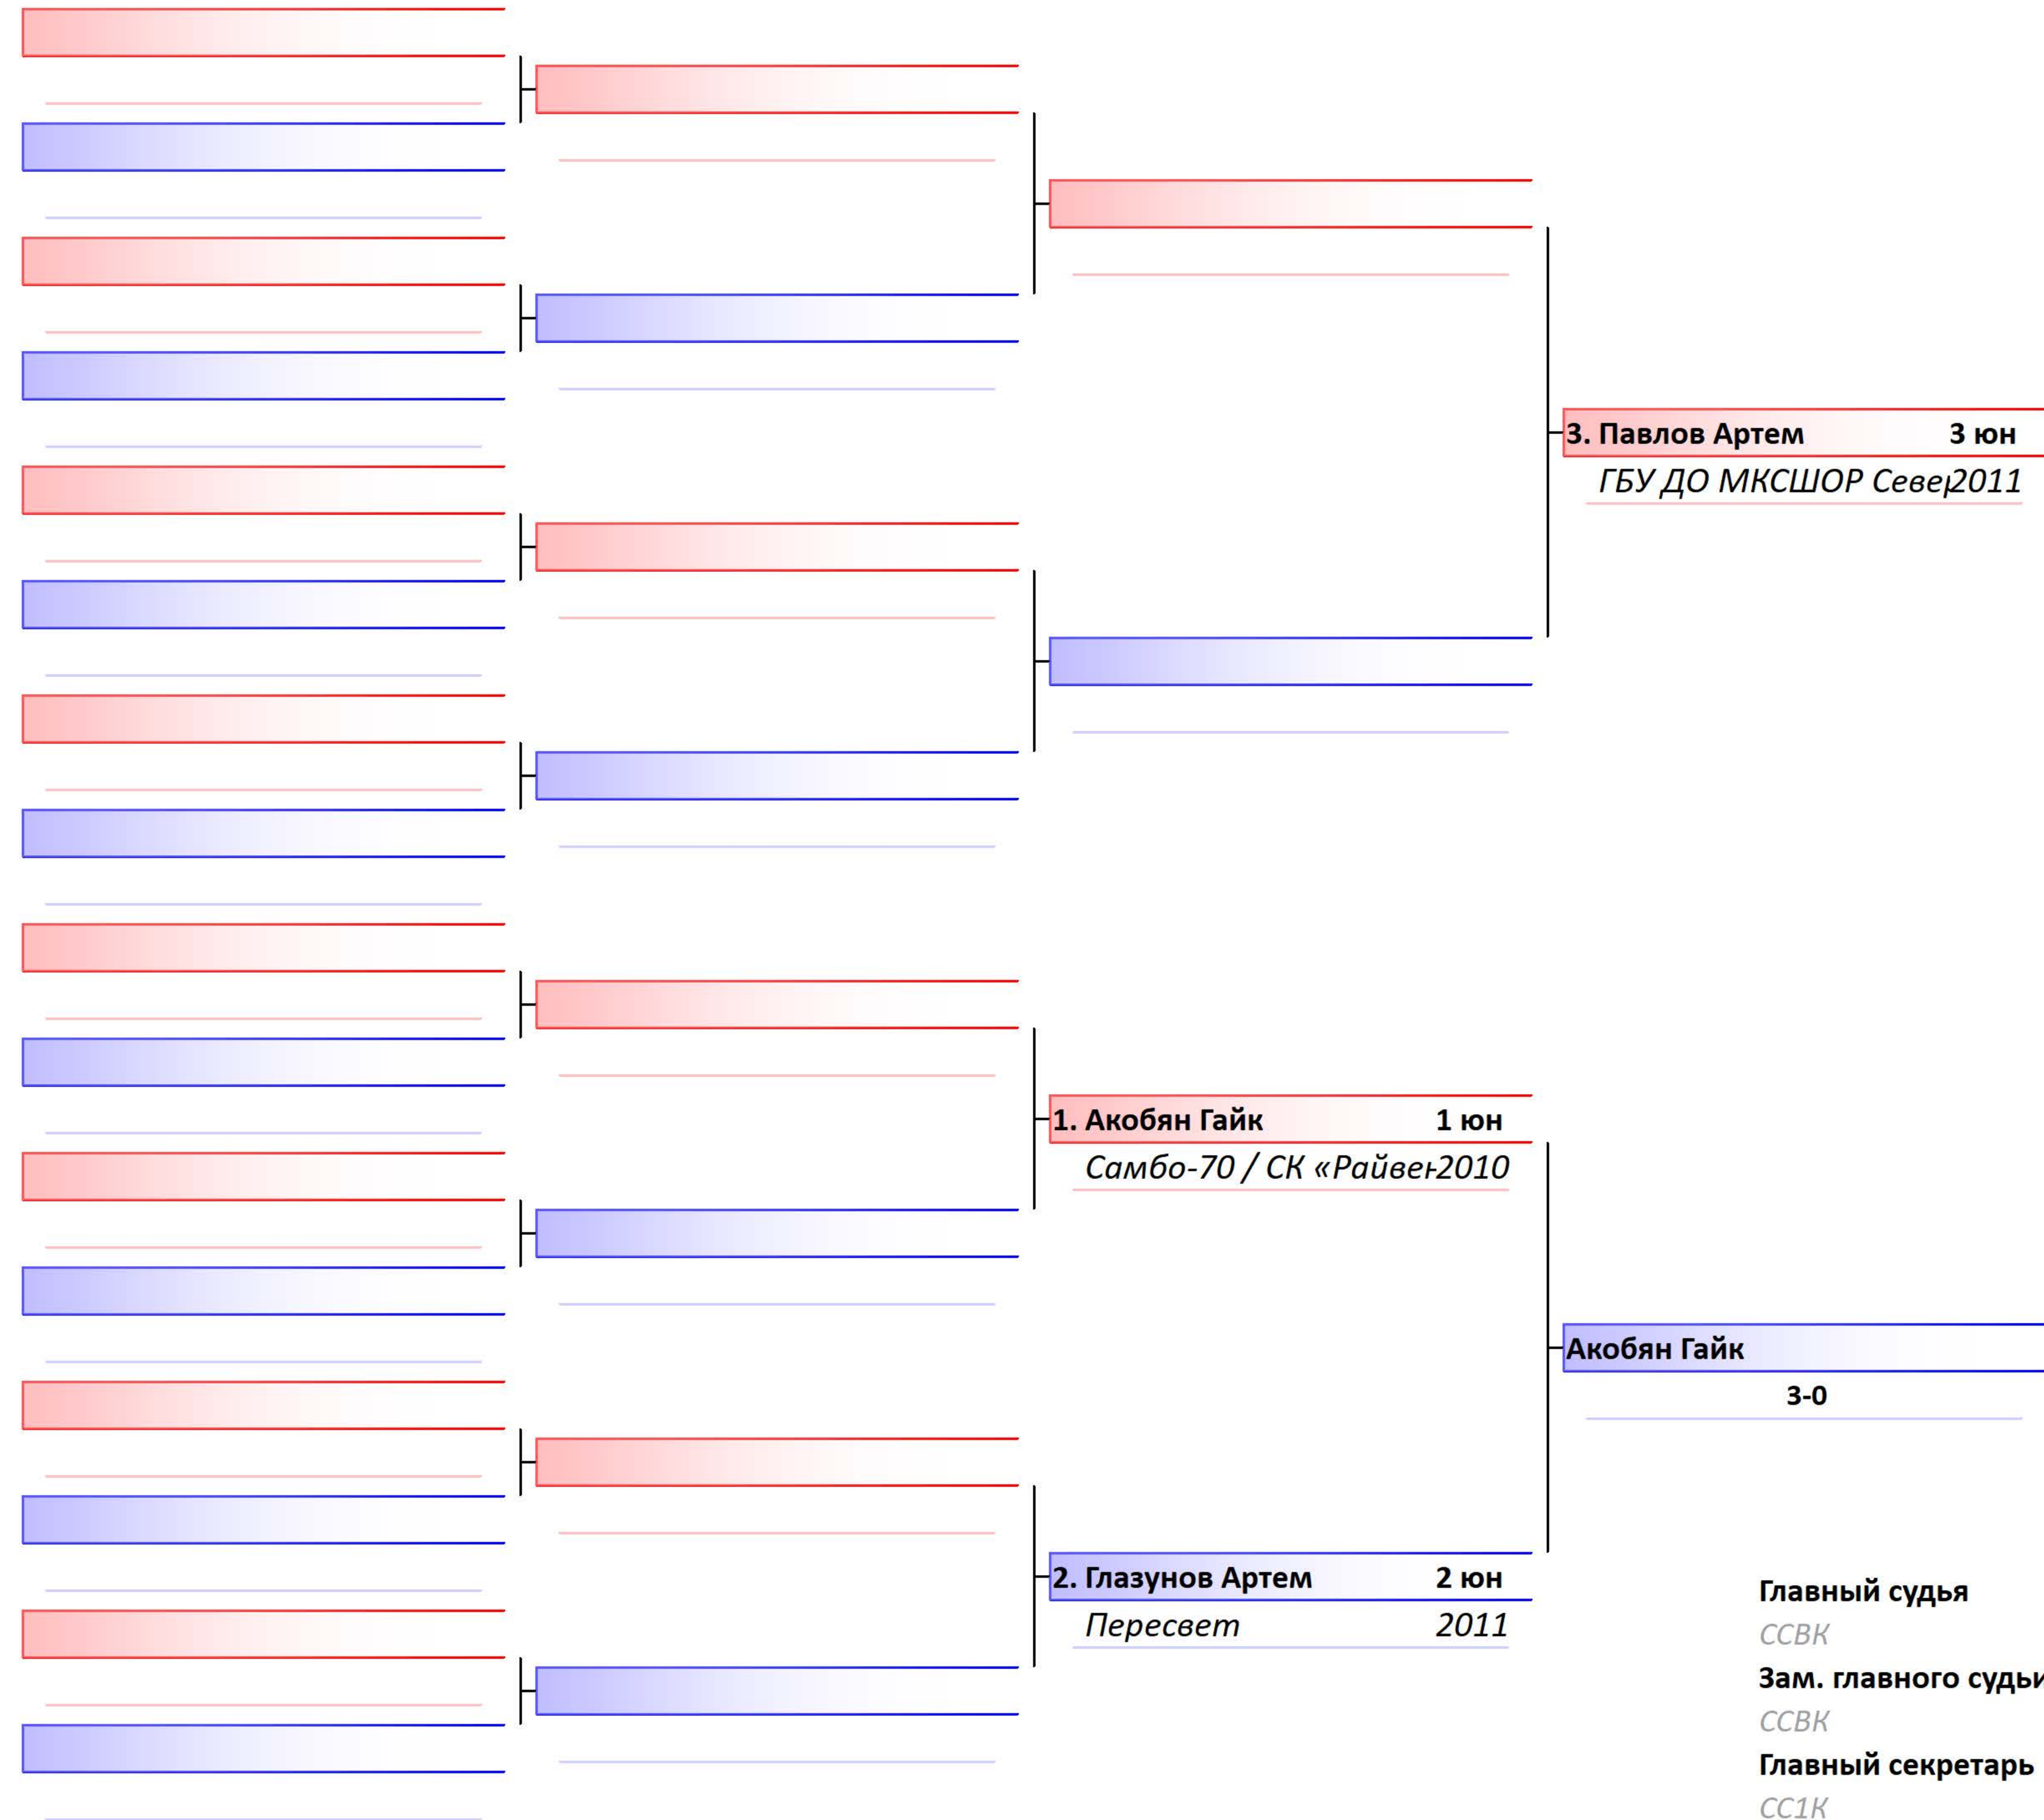 3. Павлов Артем 3 юн
ГБУ ДО МКСШОР Север 2011
1. Акобян Гайк 1 юн
Самбо-70 / СК «Райвен 2010
Акобян Гайк
3-0
2. Глазунов Артем 2 юн
Пересвет 2011
Главный судья
ССВК
Зам. главного судьи
ССВК
Главный секретарь
СС1К